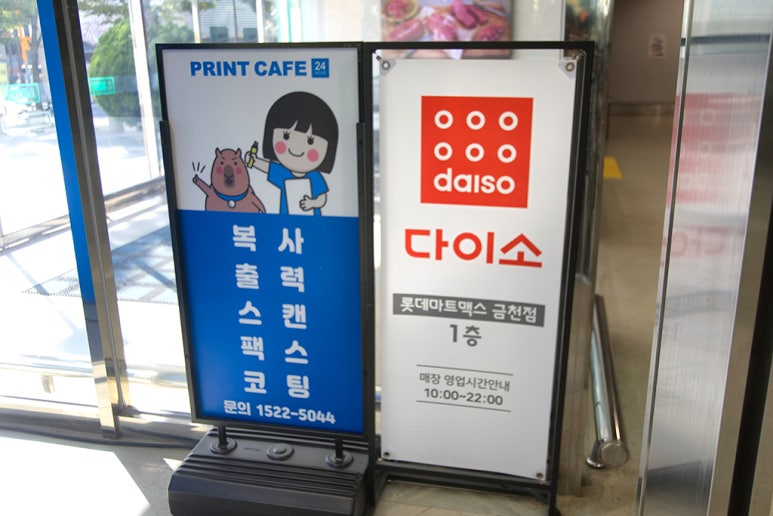 PRINT CAFE 24
HOUR
복 사
출 력
스 캔
팩 스
코 팅
문의 1522-5044
daiso
다이소
롯데마트맥스 금천점
1층
매장 영업시간안내
10:00~22:00